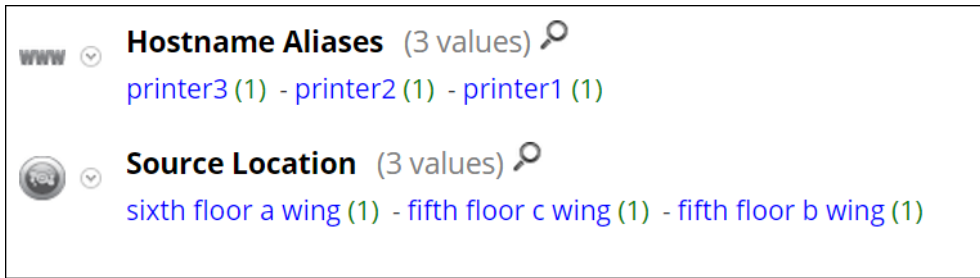 www
Hostname Aliases (3 values)
printer3 (1) - printer2 (1) - printer1 (1)
Source Location (3 values)
sixth floor a wing (1) - fifth floor c wing (1) - fifth floor b wing (1)